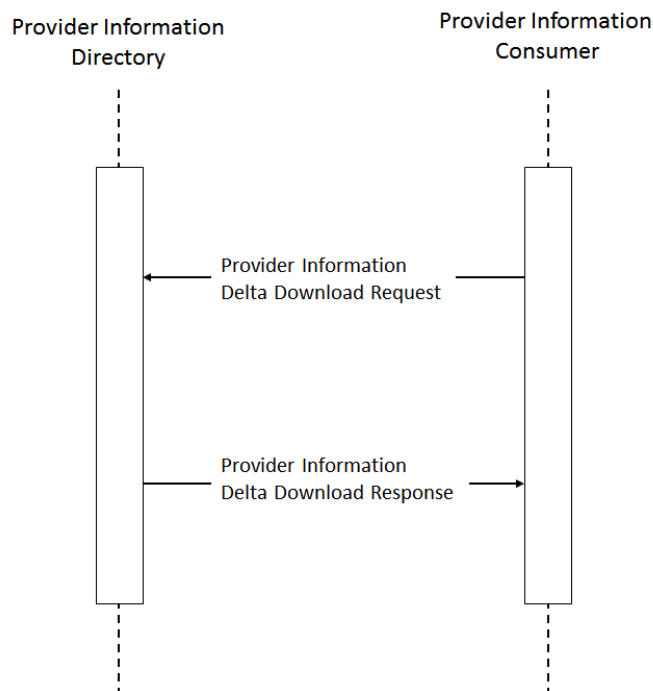 Provider Information
Directory
Provider Information
Consumer
Provider Information
Delta Download Request
Provider Information
Delta Download Response